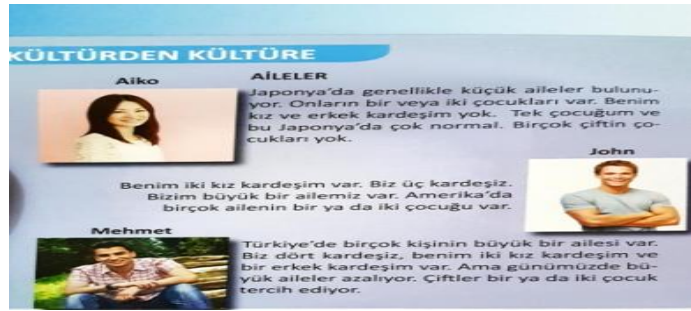 KÜLTÜRDEN KÜLTÜRE
Aiko
AİLELER
Japonya'da genellikle küçük aileler bulunu-
yor. Onların bir veya iki çocukları var. Benim
kız ve erkek kardeşim yok. Tek çocuğum ve
bu Japonya'da çok normal. Birçok çiftin ço-
cukları yok.
John
Benim iki kız kardeşim var. Biz üç kardeşiz.
Bizim büyük bir ailemiz var. Amerika'da
birçok ailenin bir ya da iki çocuğu var.
Mehmet
Türkiye'de birçok kişinin büyük bir ailesi var.
Biz dört kardeşiz, benim iki kız kardeşim ve
bir erkek kardeşim var. Ama günümüzde bü-
yük aileler azalıyor. Çiftler bir ya da iki çocuk
tercih ediyor.